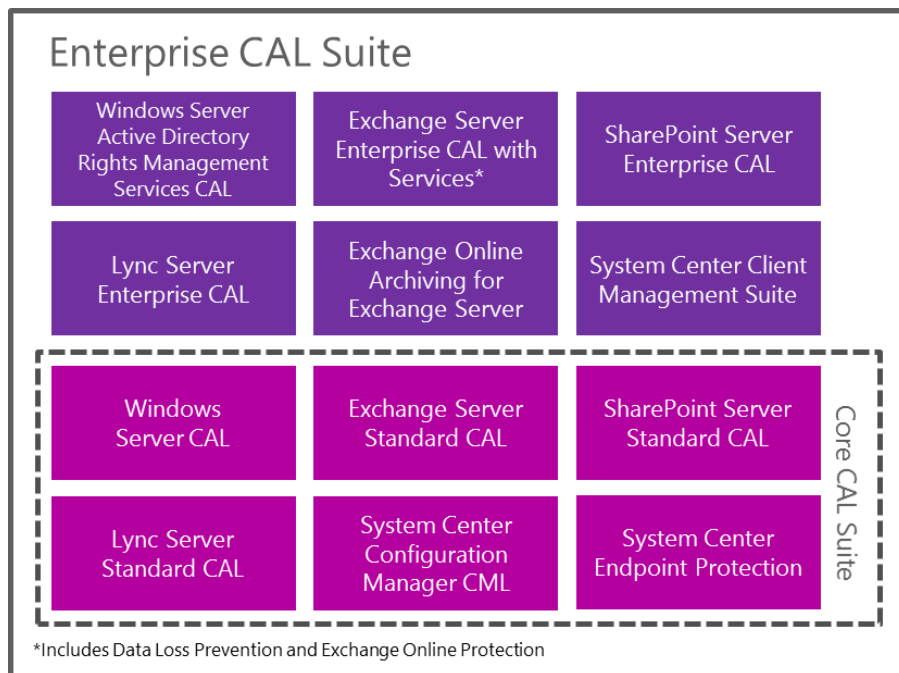 Enterprise CAL Suite
Windows Server
Active Directory
Rights Management
Services CAL
Exchange Server
Enterprise CAL with
Services*
SharePoint Server
Enterprise CAL
Lync Server
Enterprise CAL
Exchange Online
Archiving for
Exchange Server
System Center Client
Management Suite
Windows
Server CAL
Exchange Server
Standard CAL
SharePoint Server
Standard CAL
Lync Server
Standard CAL
System Center
Configuration
Manager CML
System Center
Endpoint Protection
Core CAL Suite
*Includes Data Loss Prevention and Exchange Online Protection